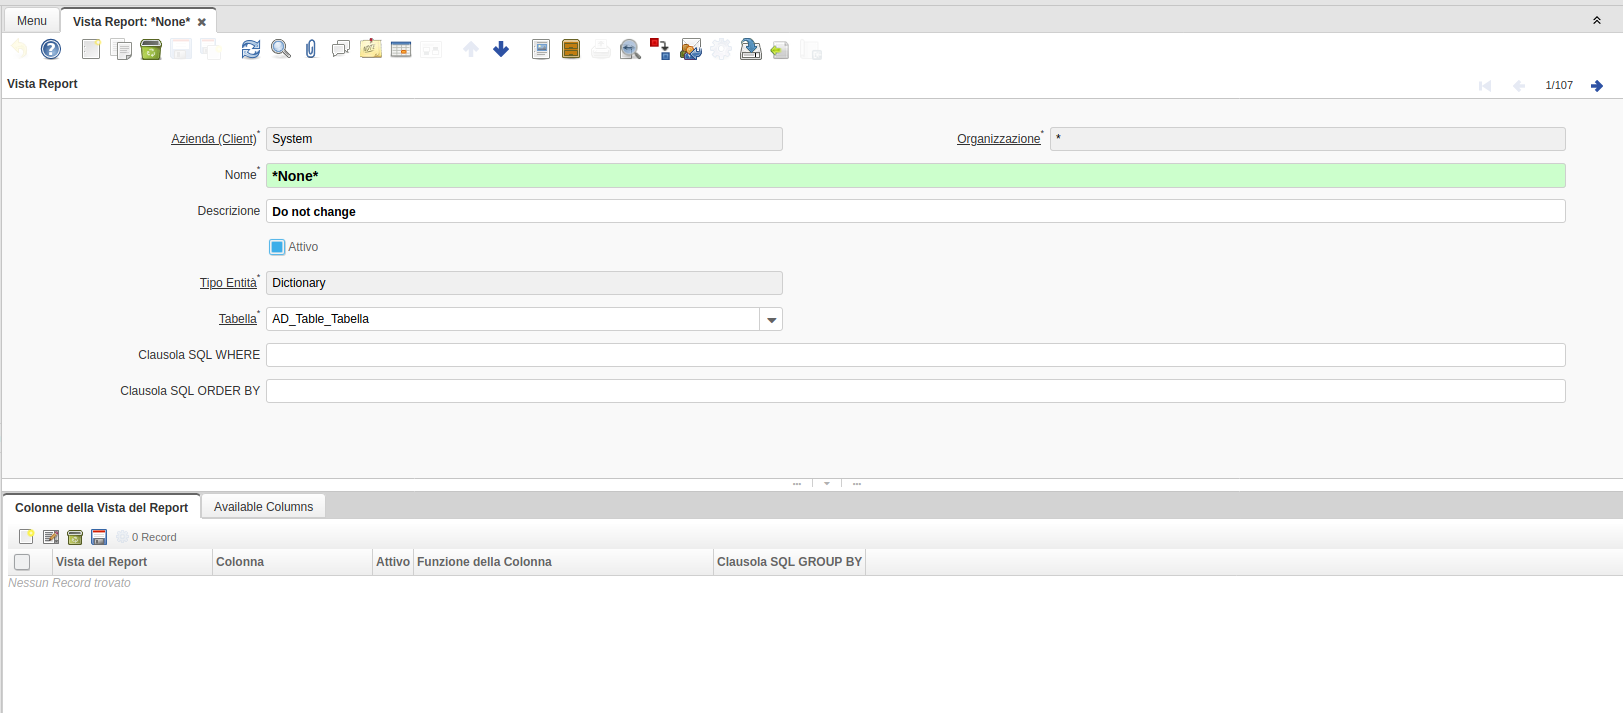 Menu
Vista Report: *None*
Vista Report
1/107
Azienda (Client)* System
Organizzazione* *
Nome* *None*
Descrizione Do not change
Attivo
Tipo Entità* Dictionary
Tabella* AD_Table_Tabella
Clausola SQL WHERE
Clausola SQL ORDER BY
Colonne della Vista del Report
Available Columns
0 Record
Vista del Report Colonna Attivo Funzione della Colonna Clausola SQL GROUP BY
Nessun Record trovato